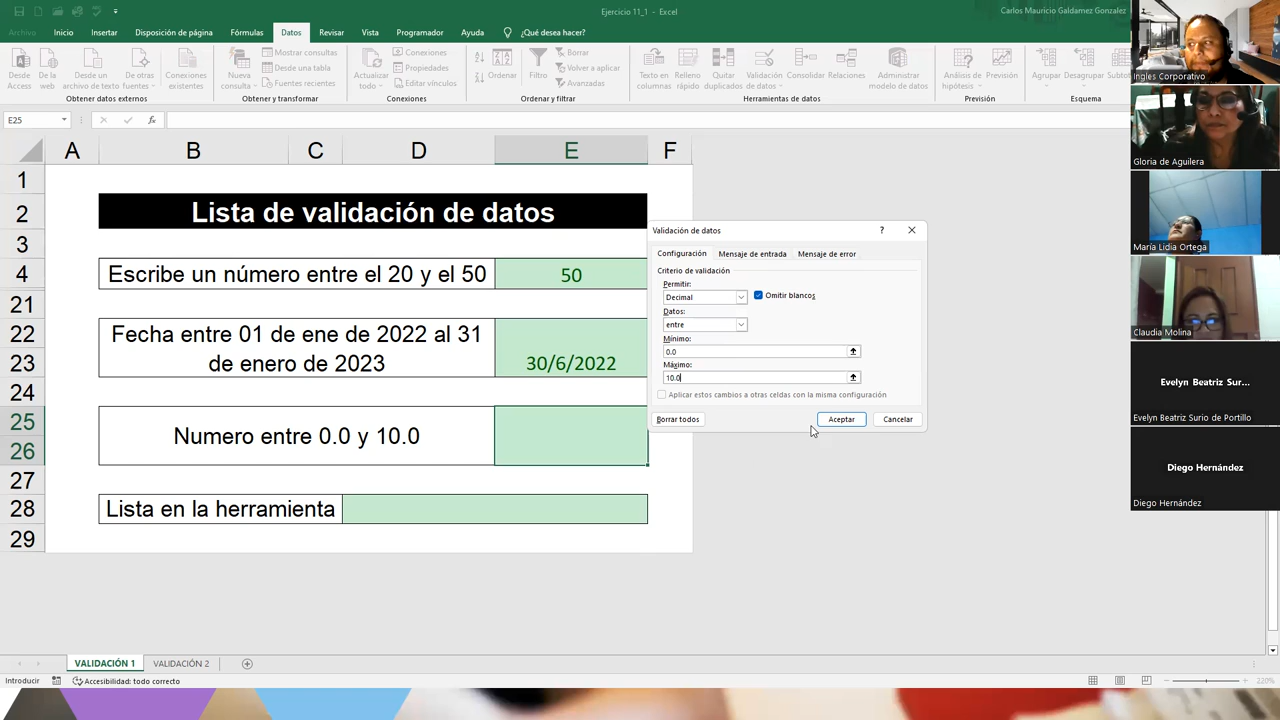 Ejercicio 11_1 - Excel
Carlos Mauricio Galdamez Gonzalez
Archivo Inicio Insertar Disposición de página Fórmulas Datos Revisar Vista Programador Ayuda ¿Qué desea hacer?
Desde Access
De la web
Desde un archivo de texto
De otras fuentes
Conexiones existentes
Obtener datos externos
Nueva consulta
Mostrar consultas
Desde una tabla
Fuentes recientes
Obtener y transformar
Actualizar todo
Conexiones
Propiedades
Editar vínculos
Conexiones
Ordenar
Filtro
Borrar
Volver a aplicar
Avanzadas
Ordenar y filtrar
Texto en columnas
Relleno rápido
Quitar duplicados
Validación de datos
Consolidar
Relaciones
Administrar modelo de datos
Herramientas de datos
Análisis de hipótesis
Previsión
Previsión
Agrupar
Desagrupar
Esquema
E25
fx
A B C D E F
1
2 Lista de validación de datos
3
4 Escribe un número entre el 20 y el 50 50
21
22 Fecha entre 01 de ene de 2022 al 31
23 de enero de 2023 30/6/2022
24
25
Numero entre 0.0 y 10.0
26
27
28 Lista en la herramienta
29
Validación de datos
?
Configuración Mensaje de entrada Mensaje de error
Criterio de validación
Permitir:
Decimal
Omitir blancos
Datos:
entre
Mínimo:
0.0
Máximo:
10.0
Aplicar estos cambios a otras celdas con la misma configuración
Borrar todos Aceptar Cancelar
Ingles Corporativo
Gloria de Aguilera
María Lidia Ortega
Claudia Molina
Evelyn Beatriz Sur...
Evelyn Beatriz Surio de Portillo
Diego Hernández
Diego Hernández
VALIDACIÓN 1 VALIDACIÓN 2
Introducir Accesibilidad: todo correcto
220%